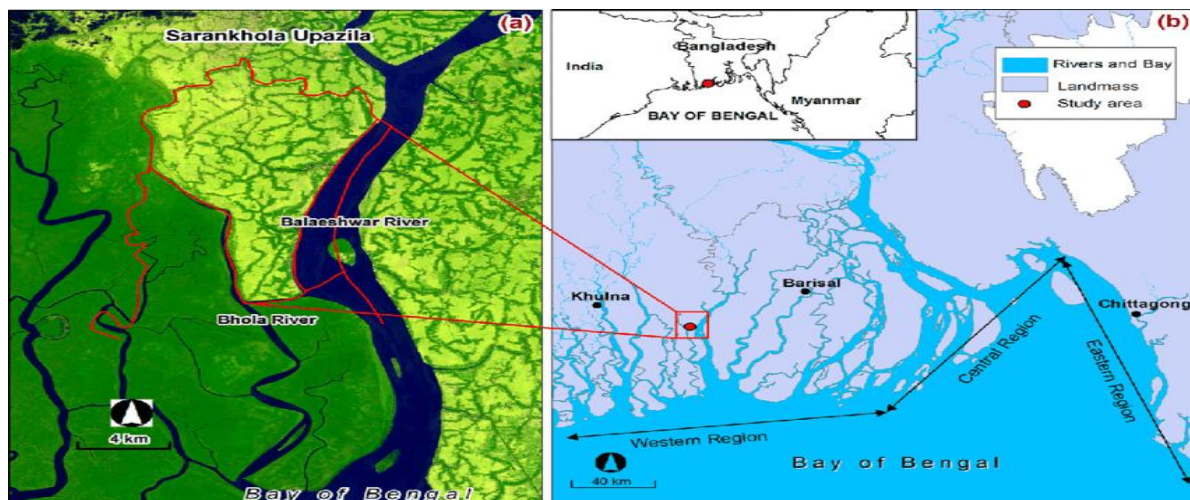 (a)
Sarankhola Upazila
Balaeshwar River
Bhola River
4 km
Bay of Bengal
(b)
Bangladesh
India
Myanmar
BAY OF BENGAL
Rivers and Bay
Landmass
Study area
Khulna
Barisal
Chittagong
Central Region
Eastern Region
Western Region
Bay of Bengal
40 km